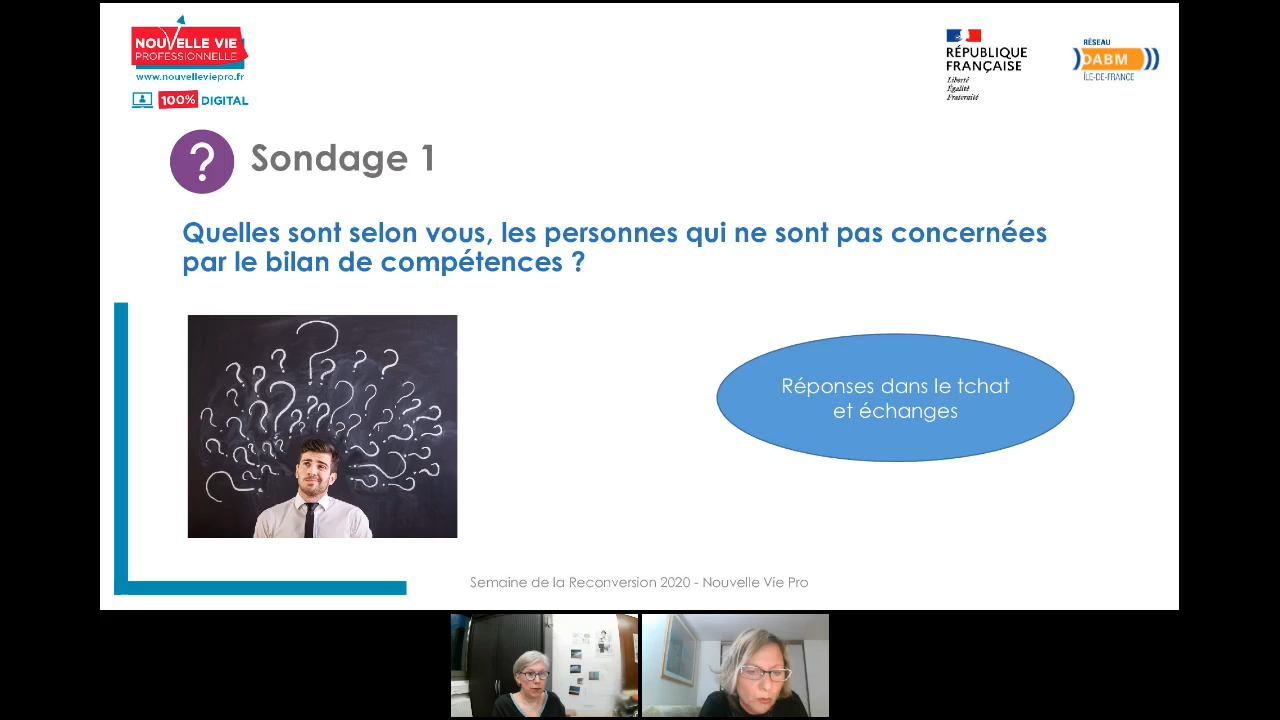 NOUVELLE VIE
PROFESSIONNELLE
www.nouvelleviepro.fr
100% DIGITAL
RÉPUBLIQUE
FRANÇAISE
Liberté
Égalité
Fraternité
RÉSEAU
DABM
ÎLE-DE-FRANCE
? Sondage 1
Quelles sont selon vous, les personnes qui ne sont pas concernées
par le bilan de compétences ?
Réponses dans le tchat
et échanges
Semaine de la Reconversion 2020 - Nouvelle Vie Pro